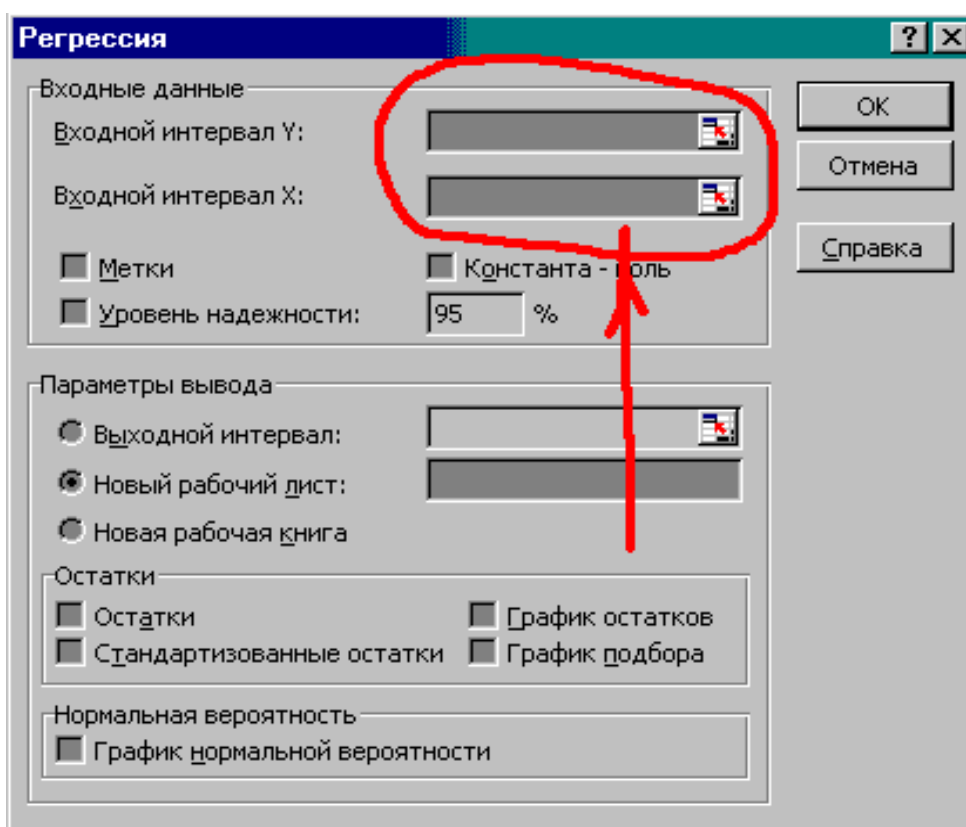 Регрессия
Входные данные
Входной интервал Y:
Входной интервал X:
Метки
Константа - ноль
Уровень надежности:
95 %
Параметры вывода
Выходной интервал:
Новый рабочий лист:
Новая рабочая книга
Остатки
Остатки
График остатков
Стандартизованные остатки
График подбора
Нормальная вероятность
График нормальной вероятности
OK
Отмена
Справка